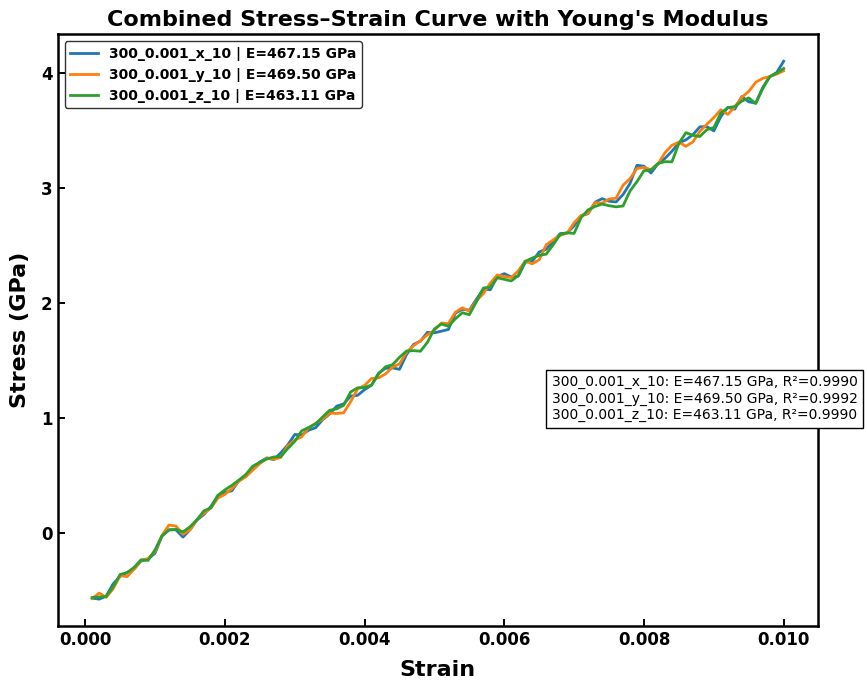 Combined Stress–Strain Curve with Young's Modulus
300_0.001_x_10 | E=467.15 GPa
300_0.001_y_10 | E=469.50 GPa
300_0.001_z_10 | E=463.11 GPa
Stress (GPa)
4
3
2
1
0
300_0.001_x_10: E=467.15 GPa, R²=0.9990
300_0.001_y_10: E=469.50 GPa, R²=0.9992
300_0.001_z_10: E=463.11 GPa, R²=0.9990
0.000 0.002 0.004 0.006 0.008 0.010
Strain